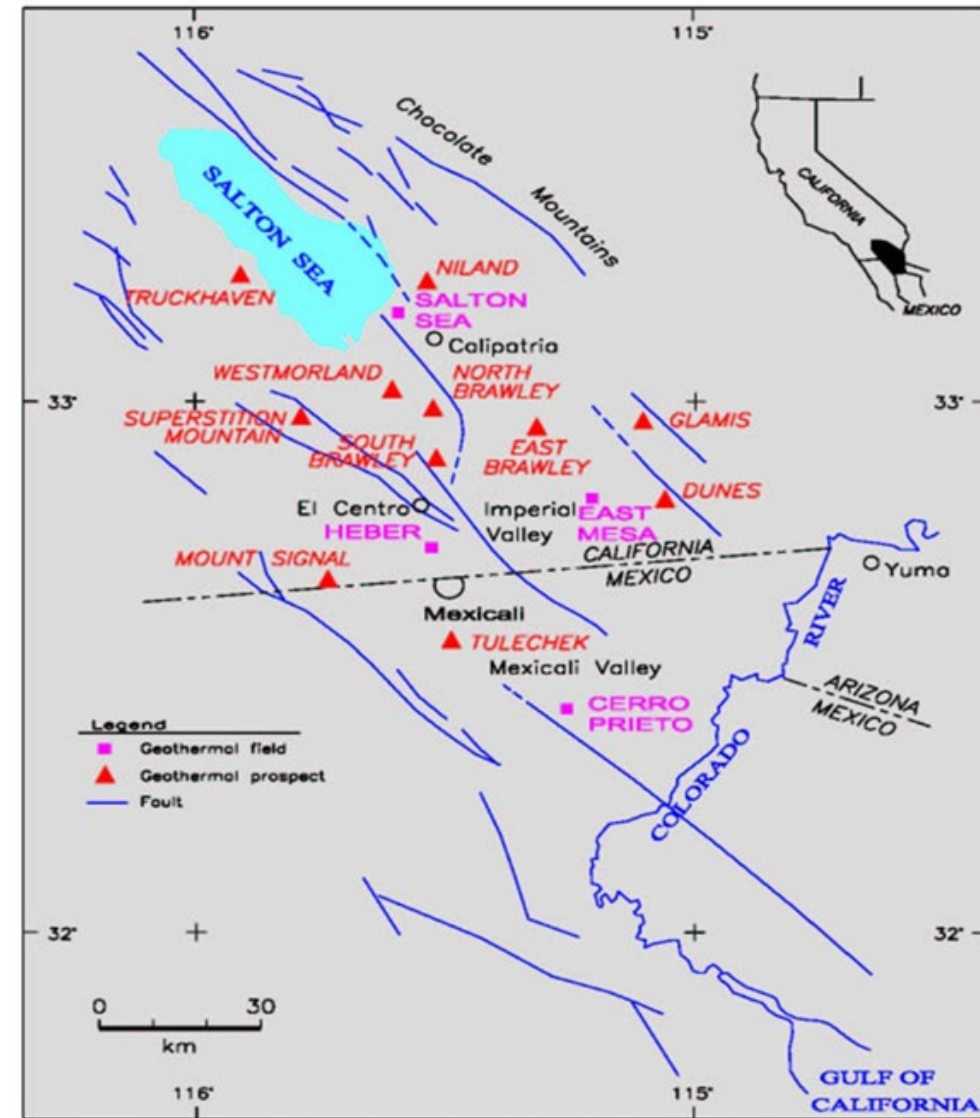 116°
115°
Chocolate
Mountains
SALTON SEA
CALIFORNIA
MEXICO
TRUCKHAVEN
NILAND
SALTON
SEA
Calipatria
WESTMORLAND
NORTH
BRAWLEY
33°
33°
SUPERSTITION
MOUNTAIN
SOUTH
BRAWLEY
EAST
BRAWLEY
GLAMIS
El Centro
Imperial
Valley
EAST
MESA
DUNES
HEBER
MOUNT SIGNAL
CALIFORNIA
MEXICO
Yuma
Mexicali
TULECHEK
Mexicali Valley
RIVER
ARIZONA
MEXICO
CERRO
PRIETO
COLORADO
Legend
Geothermal field
Geothermal prospect
Fault
32°
32°
0
30
km
116°
115°
GULF OF
CALIFORNIA